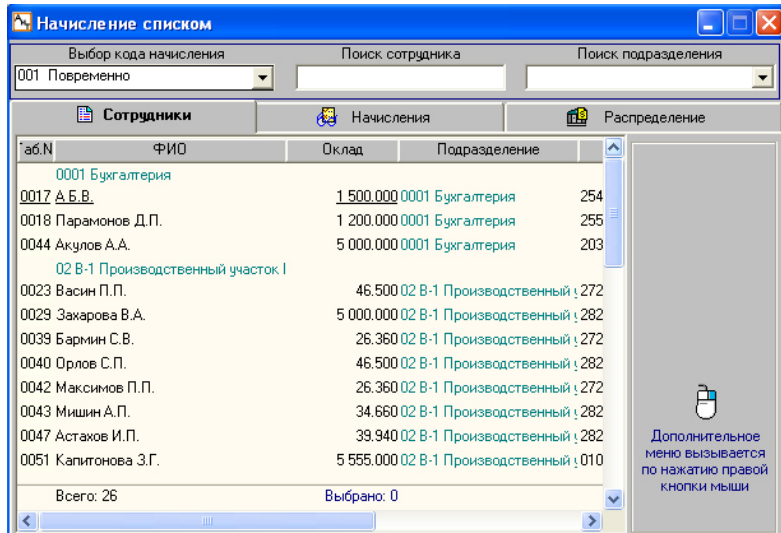 Начисление списком
Выбор кода начисления Поиск сотрудника Поиск подразделения
001 Повременно
Сотрудники Начисления Распределение
Таб.N ФИО Оклад Подразделение
0001 Бухгалтерия
0017 А.Б.В. 1 500.000 0001 Бухгалтерия 254
0018 Парамонов Д.П. 1 200.000 0001 Бухгалтерия 255
0044 Акулов А.А. 5 000.000 0001 Бухгалтерия 203
02 В-1 Производственный участок I
0023 Васин П.П. 46.500 02 В-1 Производственный у 272
0029 Захарова В.А. 5 000.000 02 В-1 Производственный у 282
0039 Бармин С.В. 26.360 02 В-1 Производственный у 272
0040 Орлов С.П. 46.500 02 В-1 Производственный у 282
0042 Максимов П.П. 26.360 02 В-1 Производственный у 272
0043 Мишин А.П. 34.660 02 В-1 Производственный у 282
0047 Астахов И.П. 39.940 02 В-1 Производственный у 282
0051 Капитонова З.Г. 5 555.000 02 В-1 Производственный у 010
Всего: 26 Выбрано: 0
Дополнительное
меню вызывается
по нажатию правой
кнопки мыши